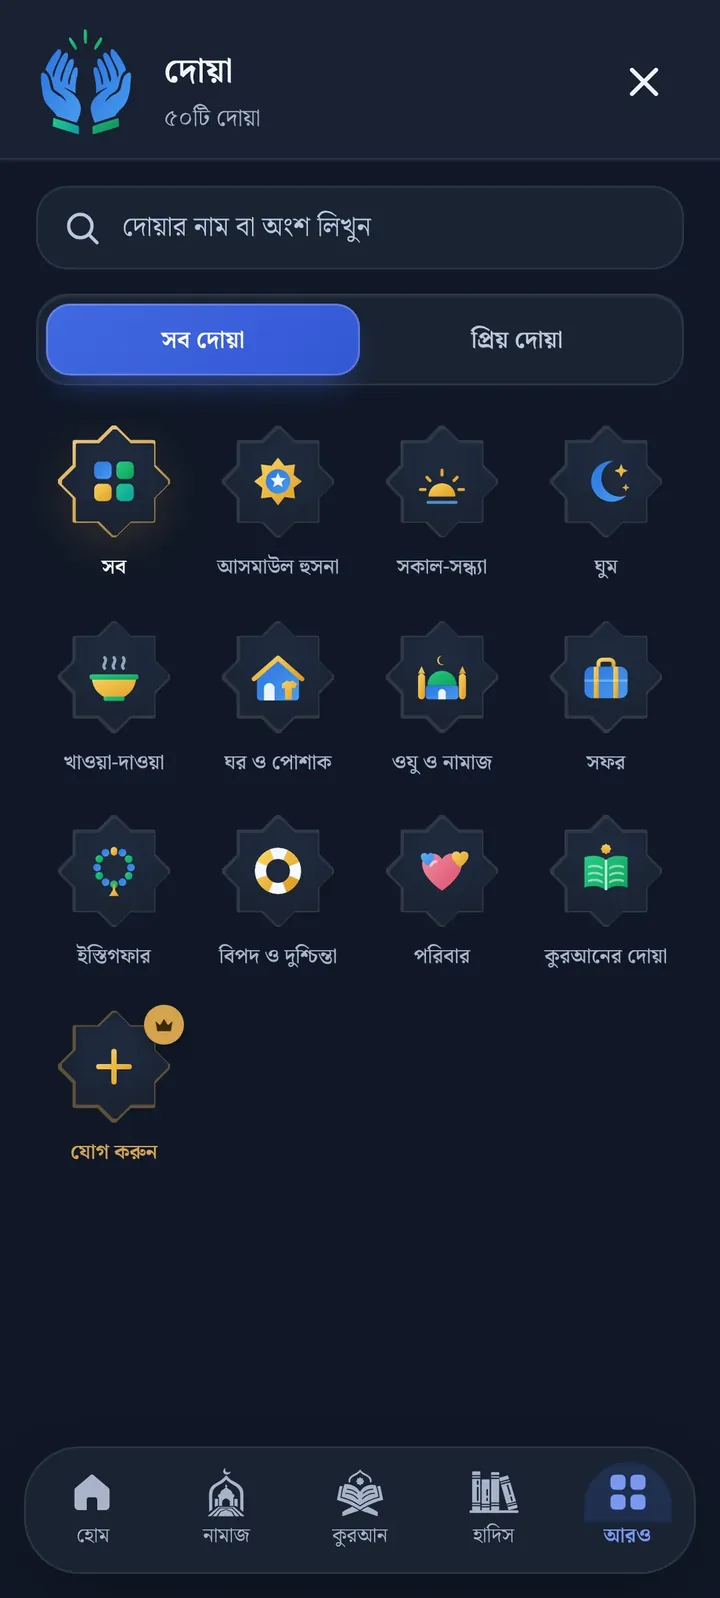 দোয়া
৫০টি দোয়া
দোয়ার নাম বা অংশ লিখুন
সব দোয়া
প্রিয় দোয়া
সব
আসমাউল হুসনা
সকাল-সন্ধ্যা
ঘুম
খাওয়া-দাওয়া
ঘর ও পোশাক
ওযু ও নামাজ
সফর
ইস্তিগফার
বিপদ ও দুশ্চিন্তা
পরিবার
কুরআনের দোয়া
যোগ করুন
হোম
নামাজ
কুরআন
হাদিস
আরও